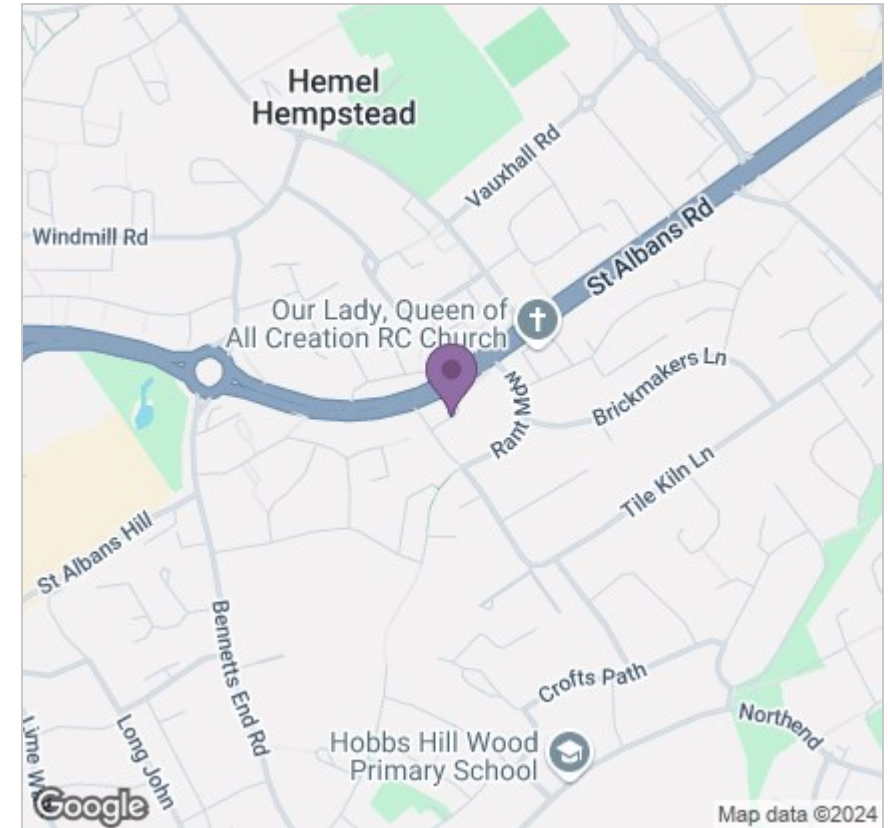 Hemel
Hempstead
Vauxhall Rd
Windmill Rd
St Albans Rd
Our Lady, Queen of
All Creation RC Church
Rant Mdw
Brickmakers Ln
Tile Kiln Ln
St Albans Hill
Bennetts End Rd
Crofts Path
Northend
Long John
Hobbs Hill Wood
Primary School
Google
Map data ©2024